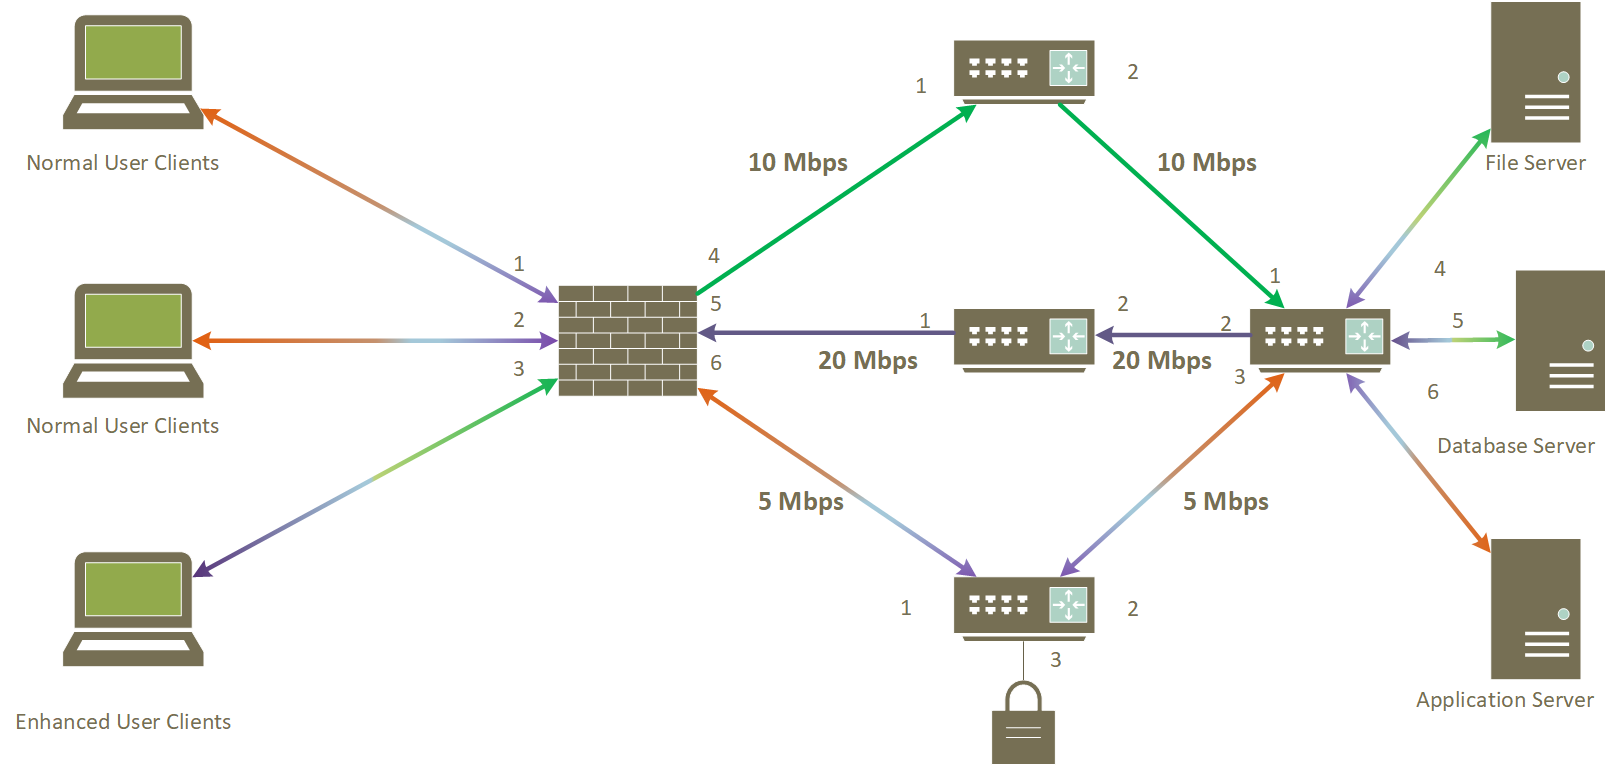 1
2
Normal User Clients
10 Mbps
10 Mbps
File Server
4
1
1
4
5
2
1
2
2
5
3
6
20 Mbps
20 Mbps
3
6
Normal User Clients
Database Server
5 Mbps
5 Mbps
1
2
3
Enhanced User Clients
Application Server